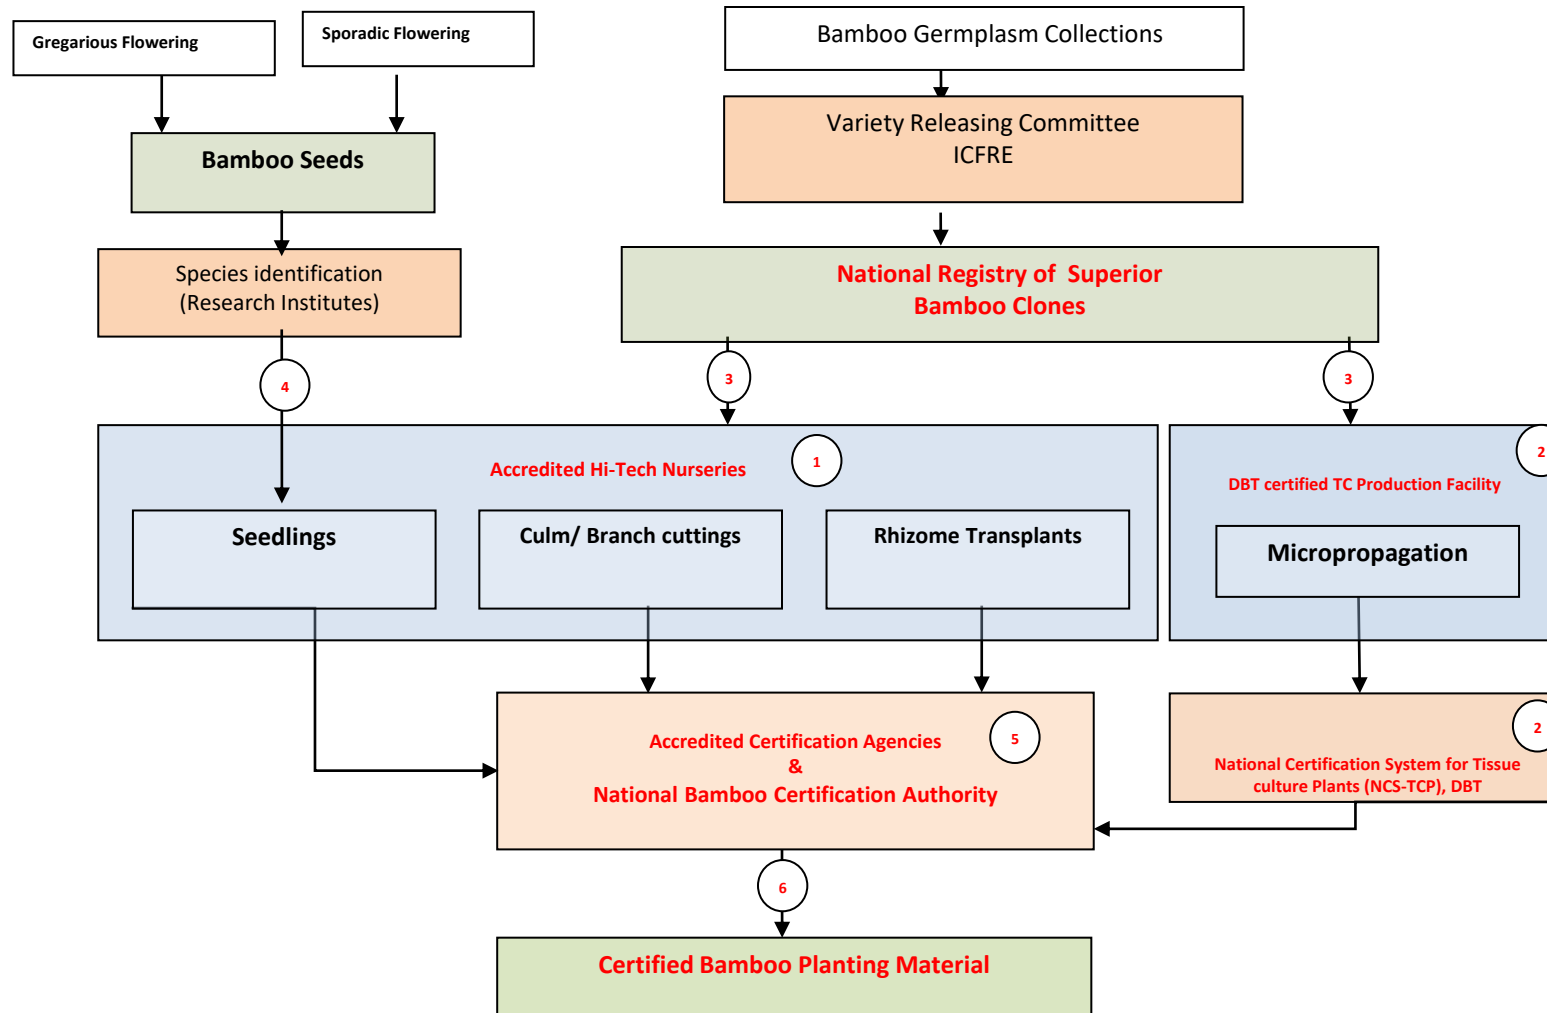 Gregarious Flowering
Sporadic Flowering
Bamboo Germplasm Collections
Variety Releasing Committee
ICFRE
Bamboo Seeds
Species identification
(Research Institutes)
National Registry of Superior
Bamboo Clones
4
3
3
Accredited Hi-Tech Nurseries
1
2
DBT certified TC Production Facility
Seedlings
Culm/ Branch cuttings
Rhizome Transplants
Micropropagation
Accredited Certification Agencies
&
National Bamboo Certification Authority
5
2
National Certification System for Tissue
culture Plants (NCS-TCP), DBT
6
Certified Bamboo Planting Material